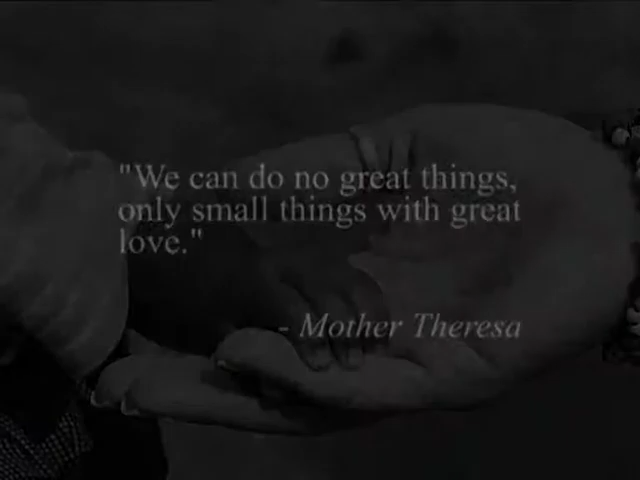 "We can do no great things,
only small things with great
love."
- Mother Theresa